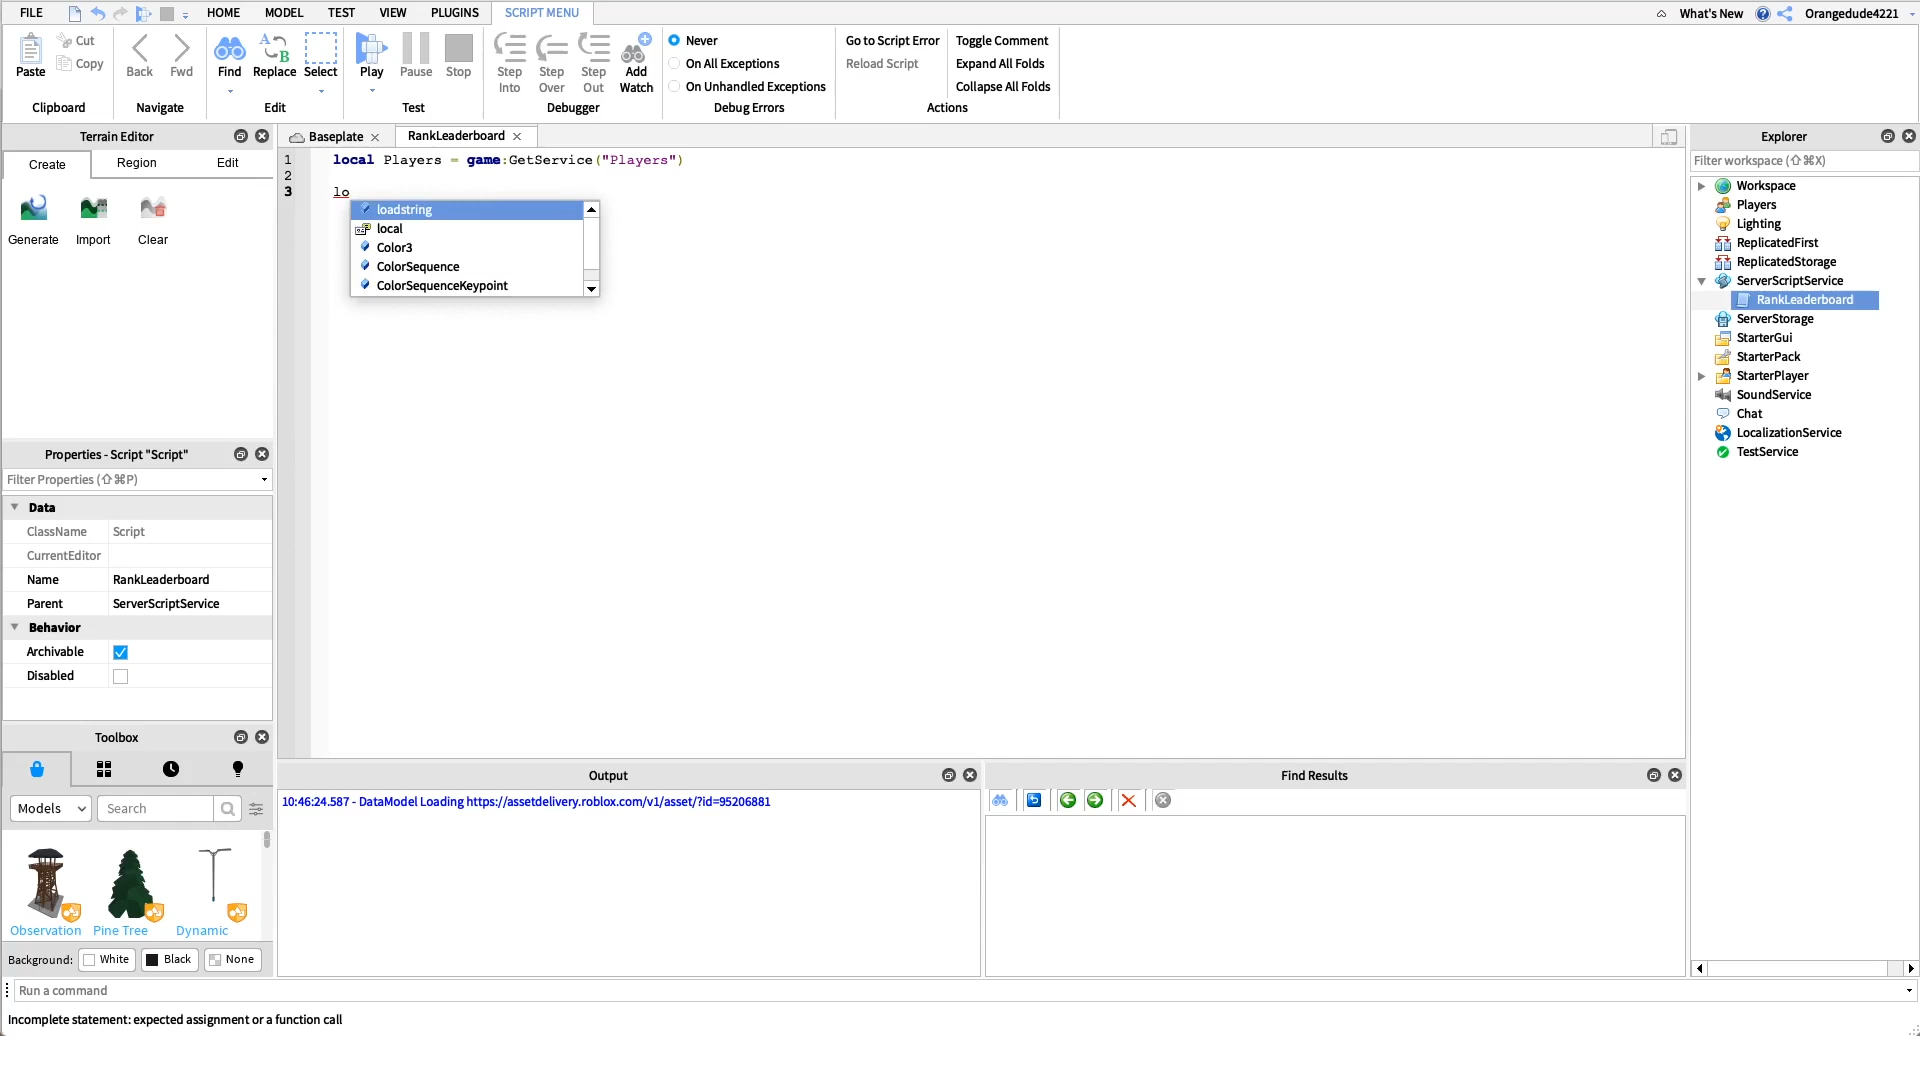 FILE HOME MODEL TEST VIEW PLUGINS SCRIPT MENU What's New Orangedude4221
Paste Cut Copy Back Fwd Find Replace Select Play Pause Stop Step Into Step Over Step Out Add Watch
Never
On All Exceptions
On Unhandled Exceptions
Go to Script Error
Reload Script
Toggle Comment
Expand All Folds
Collapse All Folds
Clipboard Navigate Edit Test Debugger Debug Errors Actions
Terrain Editor
Create Region Edit
Generate Import Clear
Properties - Script "Script"
Filter Properties (⇧⌘P)
Data
ClassName Script
CurrentEditor
Name RankLeaderboard
Parent ServerScriptService
Behavior
Archivable
Disabled
Toolbox
Models Search
Observation Pine Tree Dynamic
Background: White Black None
Baseplate RankLeaderboard
1 local Players = game:GetService("Players")
2
3 lo
loadstring
local
Color3
ColorSequence
ColorSequenceKeypoint
Output
10:46:24.587 - DataModel Loading https://assetdelivery.roblox.com/v1/asset/?id=95206881
Find Results
Explorer
Filter workspace (⇧⌘X)
Workspace
Players
Lighting
ReplicatedFirst
ReplicatedStorage
ServerScriptService
RankLeaderboard
ServerStorage
StarterGui
StarterPack
StarterPlayer
SoundService
Chat
LocalizationService
TestService
Run a command
Incomplete statement: expected assignment or a function call